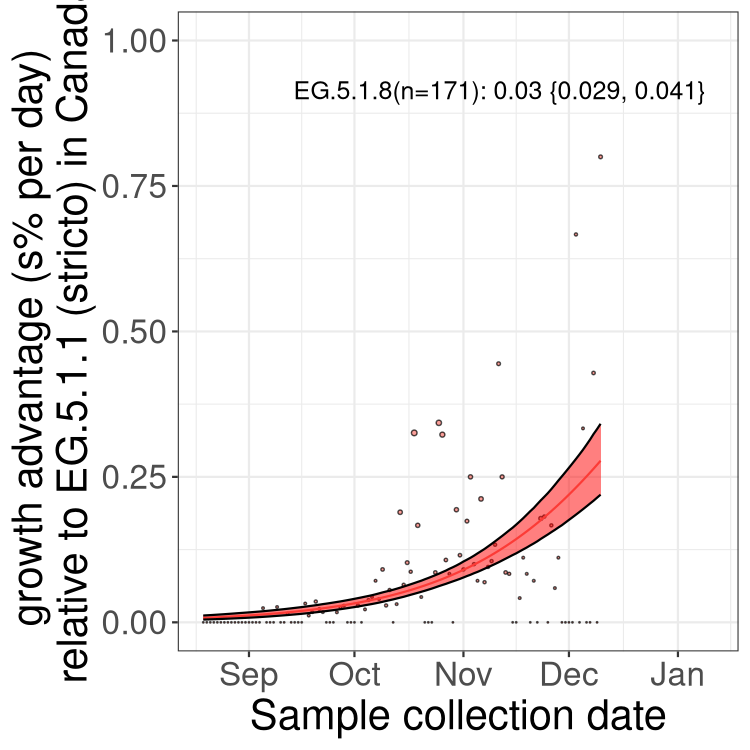 growth advantage (s% per day)
relative to EG.5.1.1 (stricto) in Canada
1.00
0.75
0.50
0.25
0.00
EG.5.1.8(n=171): 0.03 {0.029, 0.041}
Sep Oct Nov Dec Jan
Sample collection date